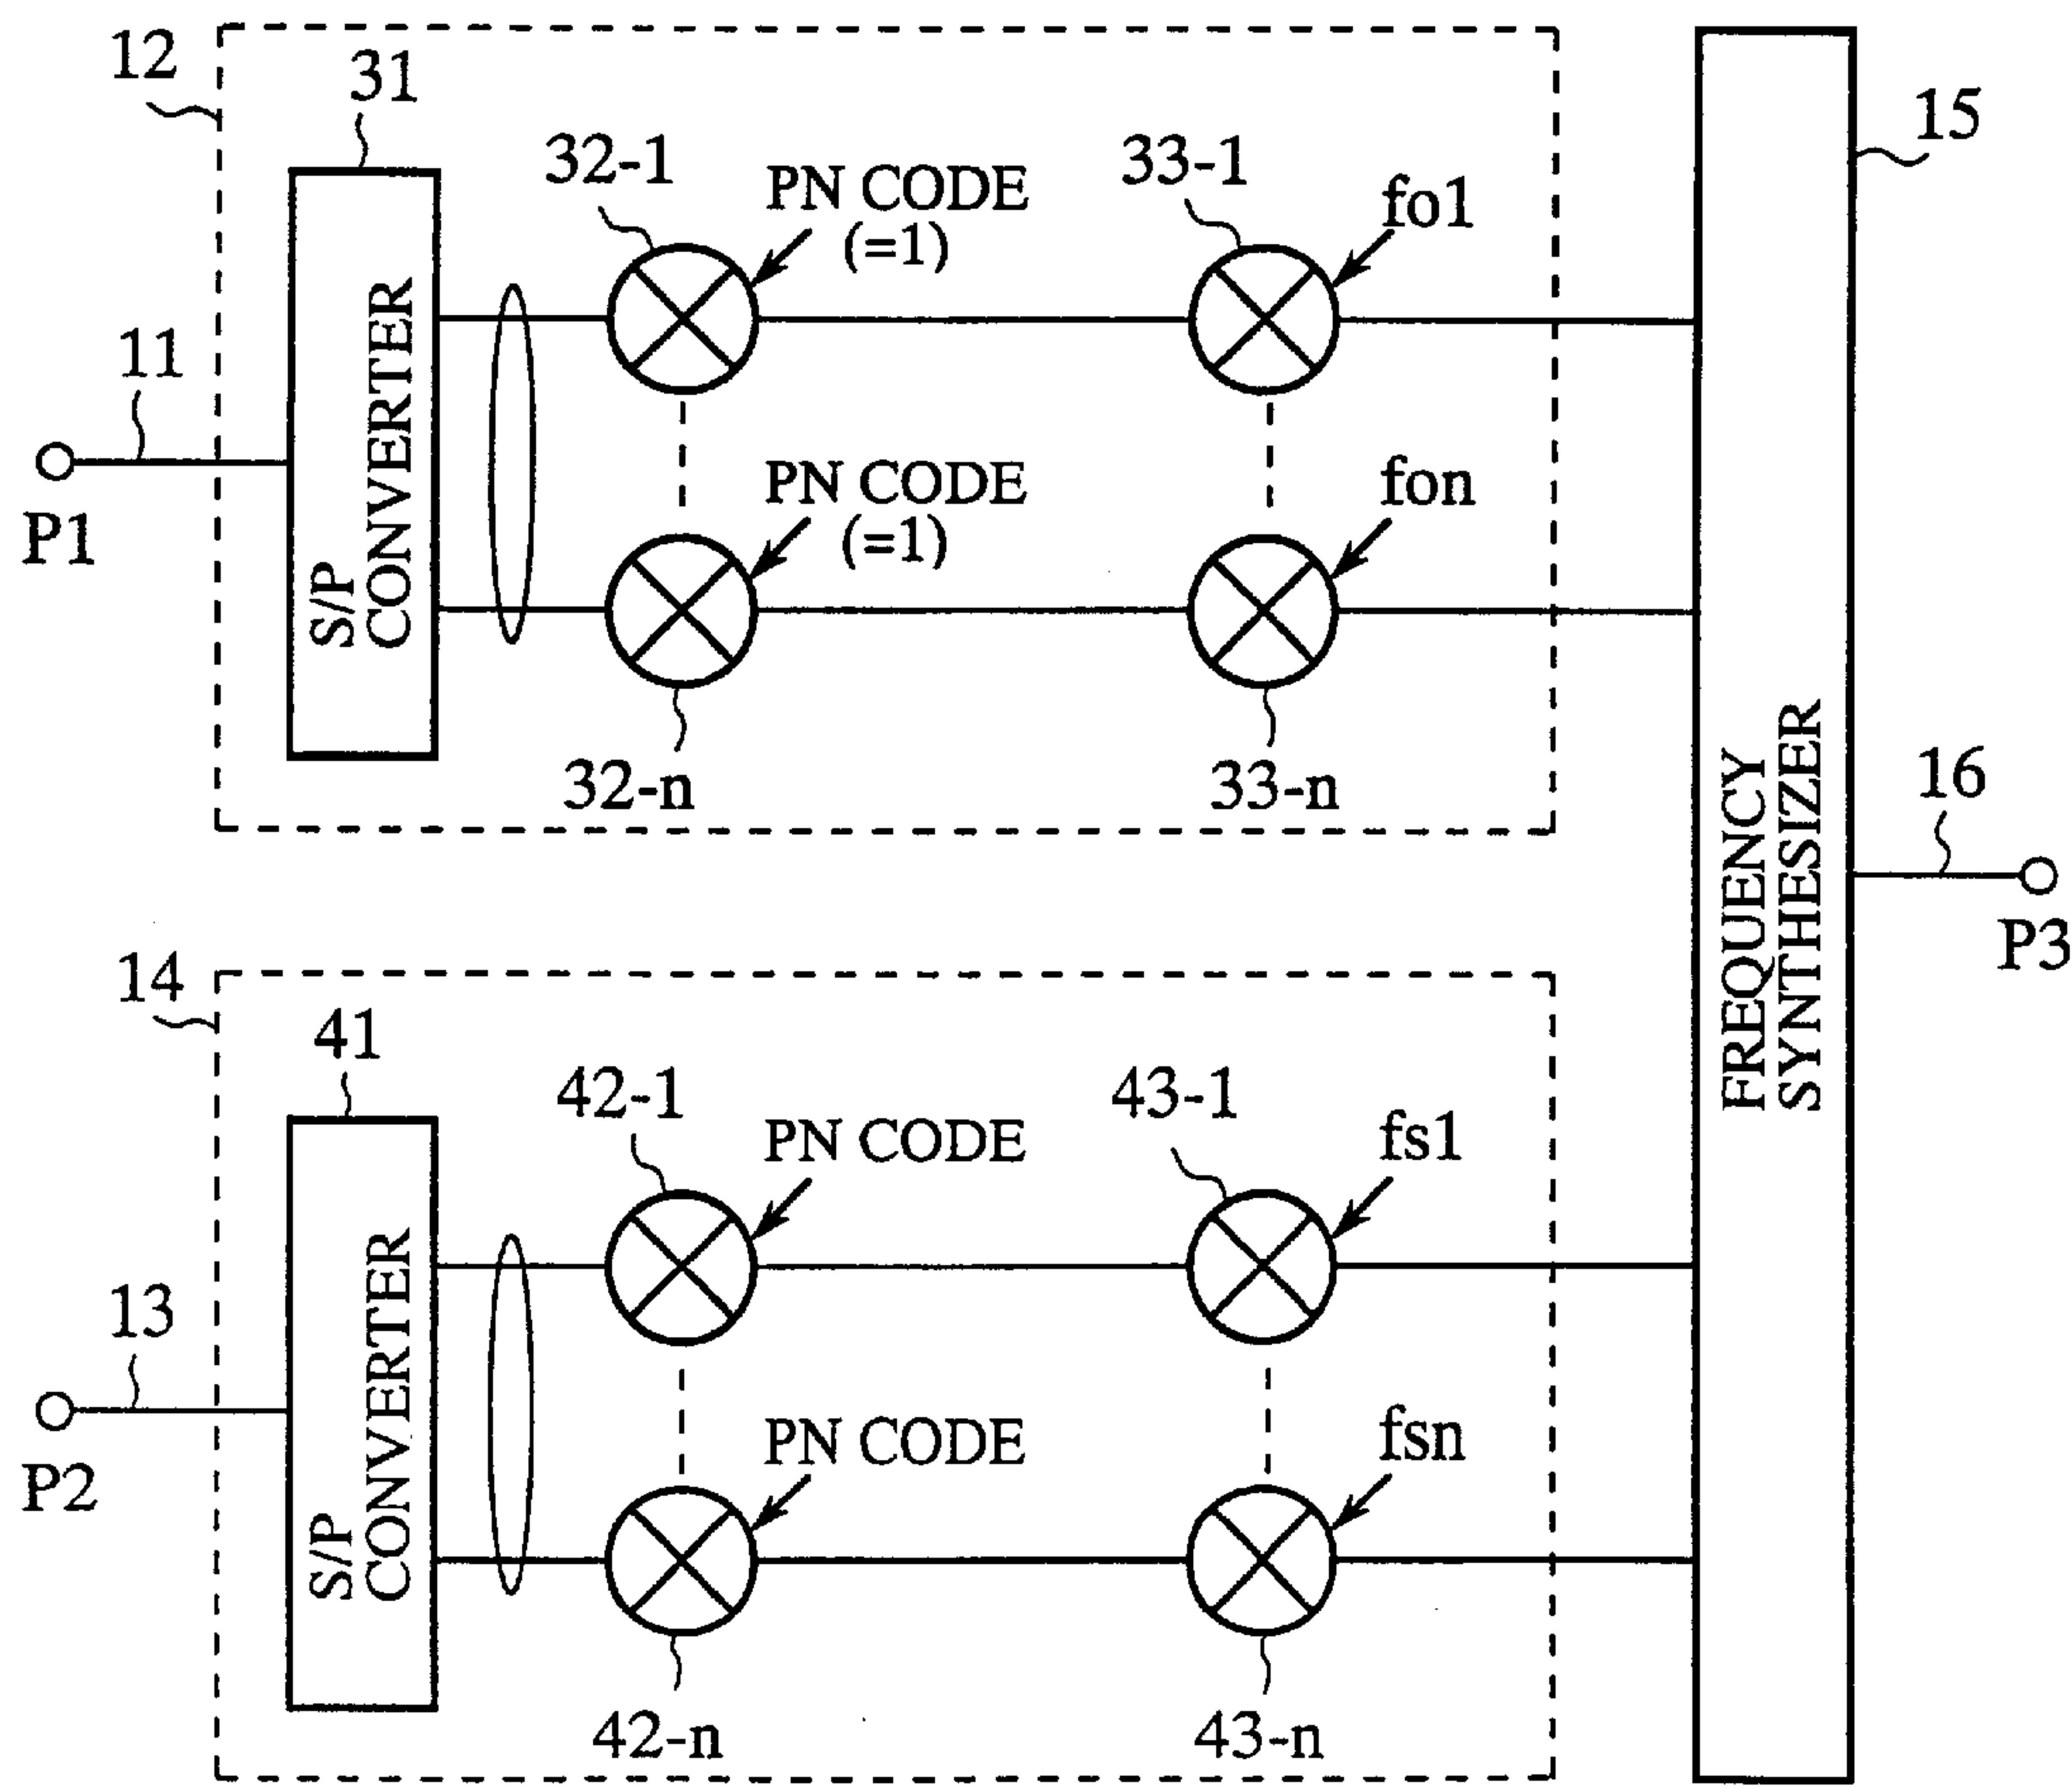 12
31
15
32-1
PN CODE
(=1)
33-1
fo1
11
P1
S/P
CONVERTER
PN CODE
(=1)
fon
32-n
33-n
FREQUENCY
SYNTHESIZER
16
P3
14
41
42-1
PN CODE
43-1
fs1
13
P2
S/P
CONVERTER
PN CODE
fsn
42-n
43-n